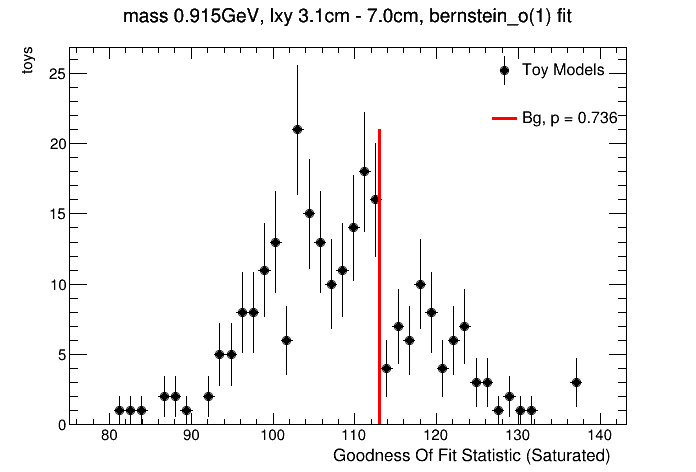 mass 0.915GeV, lxy 3.1cm - 7.0cm, bernstein_o(1) fit
toys
25
20
15
10
5
0
Toy Models
Bg, p = 0.736
80 90 100 110 120 130 140
Goodness Of Fit Statistic (Saturated)